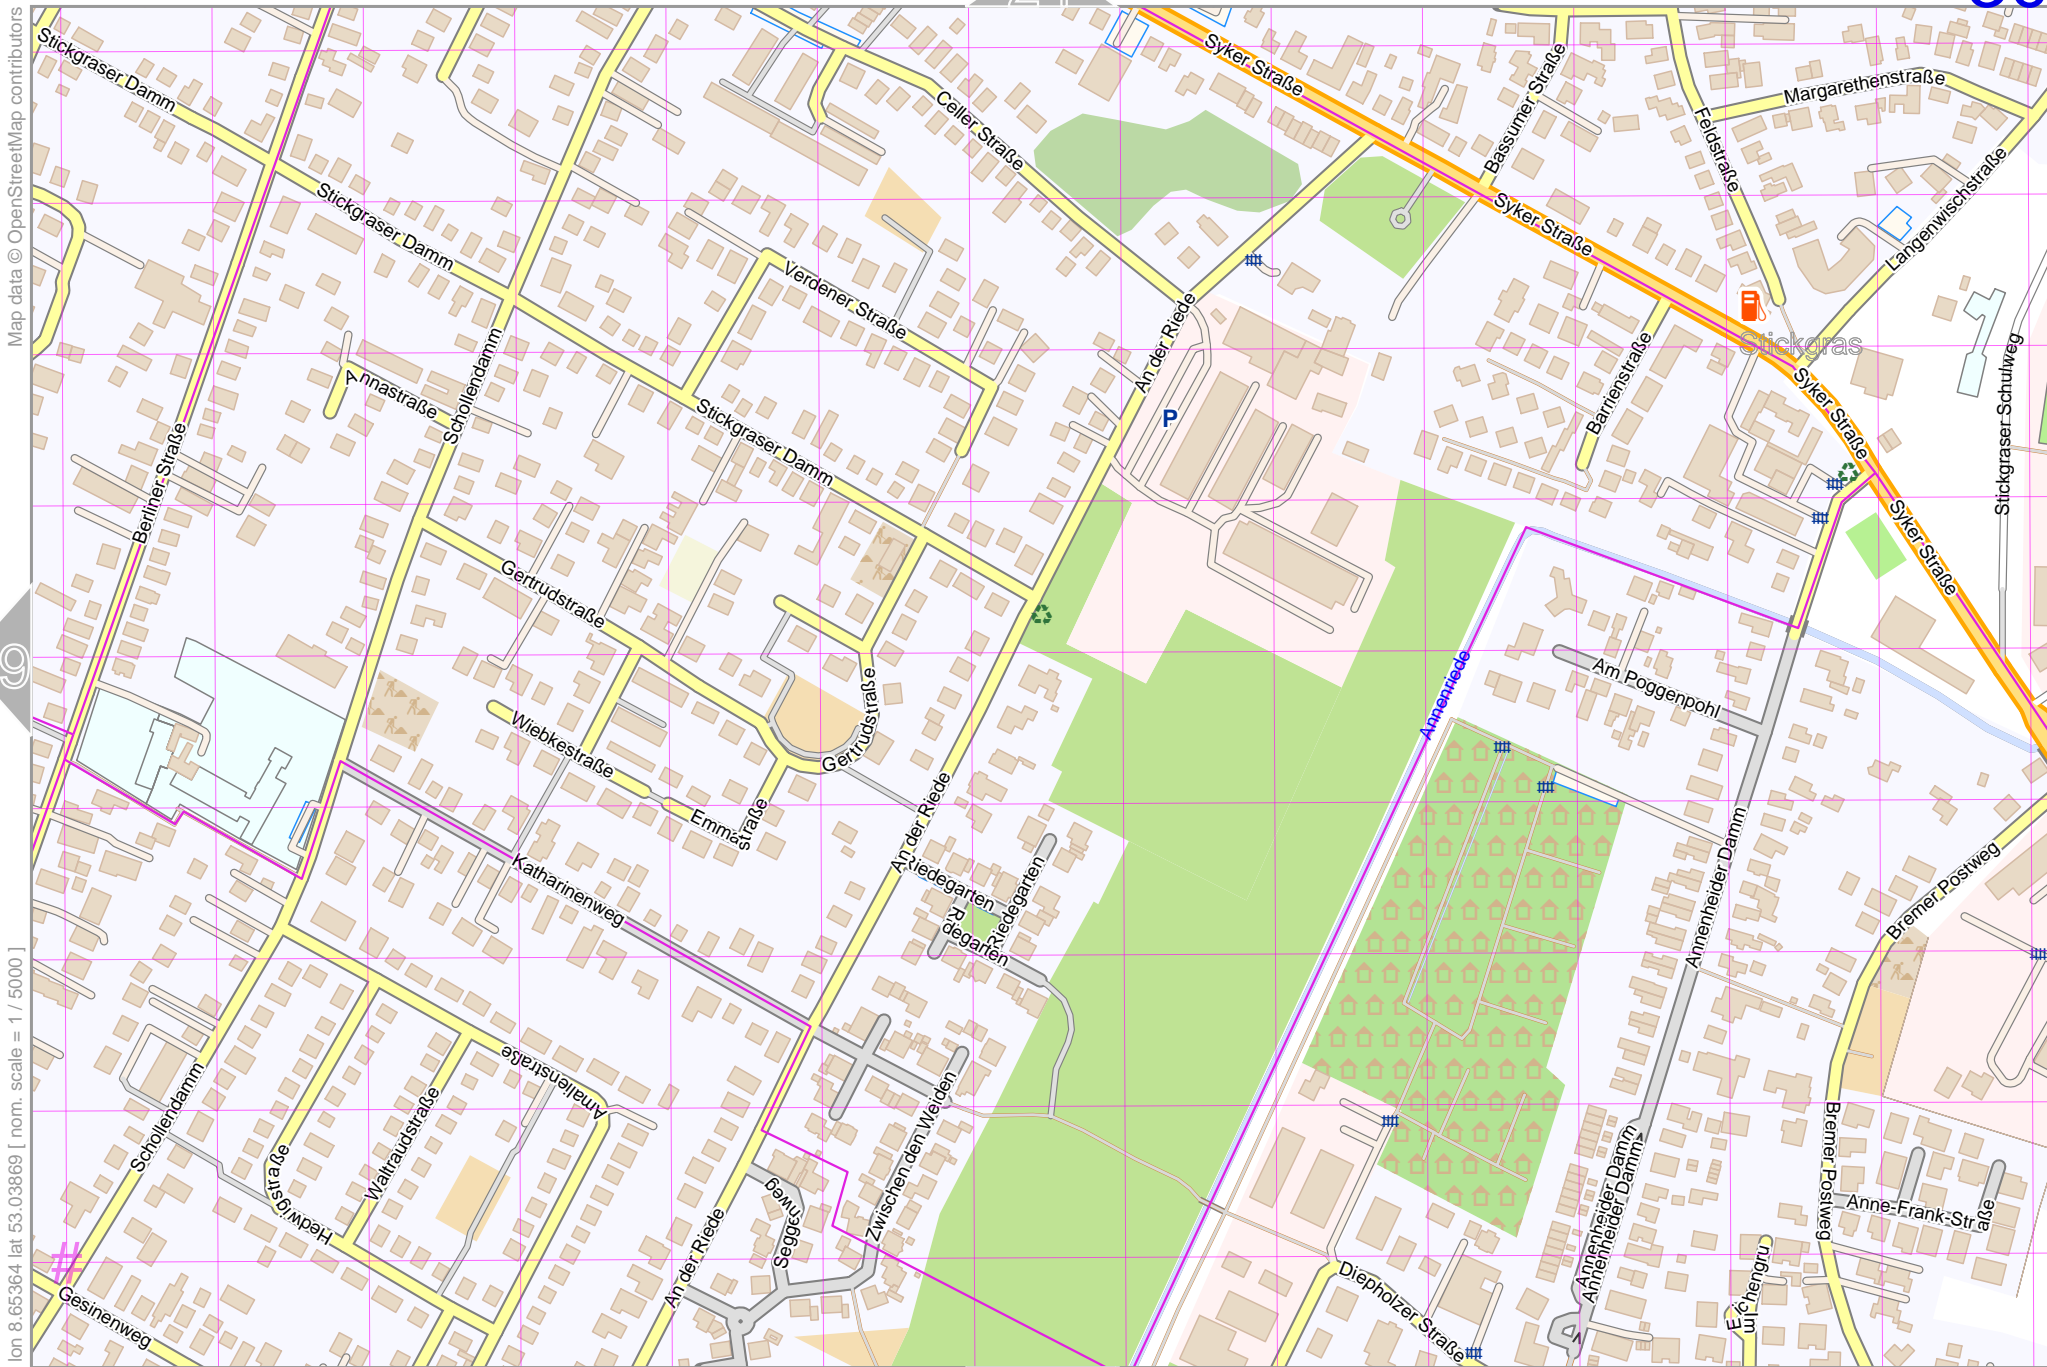 Map data © OpenStreetMap contributors
lon 8.65364 lat 53.03869 [ nom. scale = 1 / 5000 ]
9
Stickgraser Damm
Syker Straße
Margarethenstraße
Bassumer Straße
Feldstraße
Celler Straße
Langenwischstraße
Stickgraser Damm
Syker Straße
Verdener Straße
An der Riede
Stickgras
Stickgraser Schulweg
Annastraße
Schollendamm
Barrienstraße
Syker Straße
P
Stickgraser Damm
Berliner-Straße
Syker Straße
Gertrudstraße
Am Poggenpohl
Annenriede
Gertrudstraße
Wiebkestraße
Emmastraße
An der Riede
Annenheider Damm
Riedegarten
Riedegarten
Riedegarten
Katharinenweg
Bremer Postweg
Schollendamm
Amalienstraße
Waltraudstraße
Hedwigstraße
Zwischen den Weiden
Seggenweg
An der Riede
Annenheider Damm
Annenheider Damm
Bremer Postweg
Anne-Frank-Straße
Diepholzer Straße
#
Gesinenweg